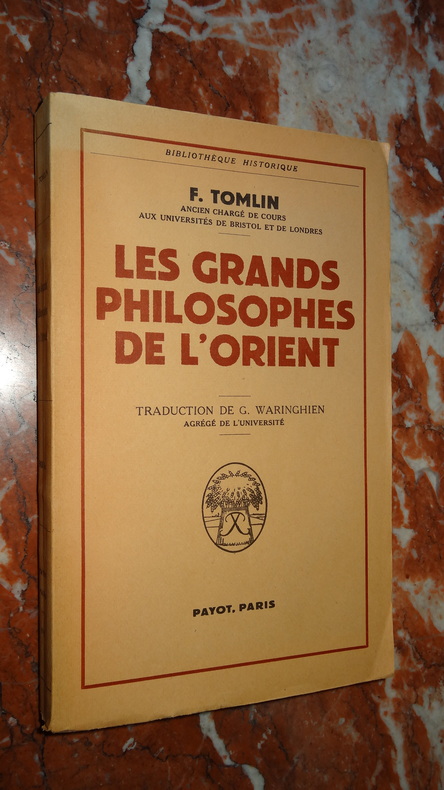 BIBLIOTHÈQUE HISTORIQUE
F. TOMLIN
ANCIEN CHARGÉ DE COURS
AUX UNIVERSITÉS DE BRISTOL ET DE LONDRES
LES GRANDS
PHILOSOPHES
DE L'ORIENT
TRADUCTION DE G. WARINGHIEN
AGRÉGÉ DE L'UNIVERSITÉ
PAYOT, PARIS